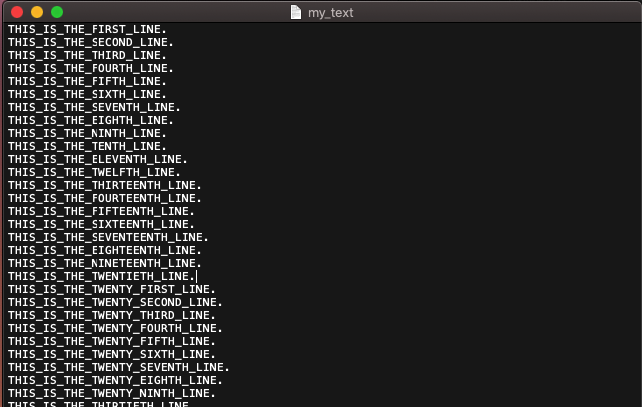 my_text
THIS_IS_THE_FIRST_LINE.
THIS_IS_THE_SECOND_LINE.
THIS_IS_THE_THIRD_LINE.
THIS_IS_THE_FOURTH_LINE.
THIS_IS_THE_FIFTH_LINE.
THIS_IS_THE_SIXTH_LINE.
THIS_IS_THE_SEVENTH_LINE.
THIS_IS_THE_EIGHTH_LINE.
THIS_IS_THE_NINTH_LINE.
THIS_IS_THE_TENTH_LINE.
THIS_IS_THE_ELEVENTH_LINE.
THIS_IS_THE_TWELFTH_LINE.
THIS_IS_THE_THIRTEENTH_LINE.
THIS_IS_THE_FOURTEENTH_LINE.
THIS_IS_THE_FIFTEENTH_LINE.
THIS_IS_THE_SIXTEENTH_LINE.
THIS_IS_THE_SEVENTEENTH_LINE.
THIS_IS_THE_EIGHTEENTH_LINE.
THIS_IS_THE_NINETEENTH_LINE.
THIS_IS_THE_TWENTIETH_LINE.
THIS_IS_THE_TWENTY_FIRST_LINE.
THIS_IS_THE_TWENTY_SECOND_LINE.
THIS_IS_THE_TWENTY_THIRD_LINE.
THIS_IS_THE_TWENTY_FOURTH_LINE.
THIS_IS_THE_TWENTY_FIFTH_LINE.
THIS_IS_THE_TWENTY_SIXTH_LINE.
THIS_IS_THE_TWENTY_SEVENTH_LINE.
THIS_IS_THE_TWENTY_EIGHTH_LINE.
THIS_IS_THE_TWENTY_NINTH_LINE.
THIS_IS_THE_THIRTIETH_LINE